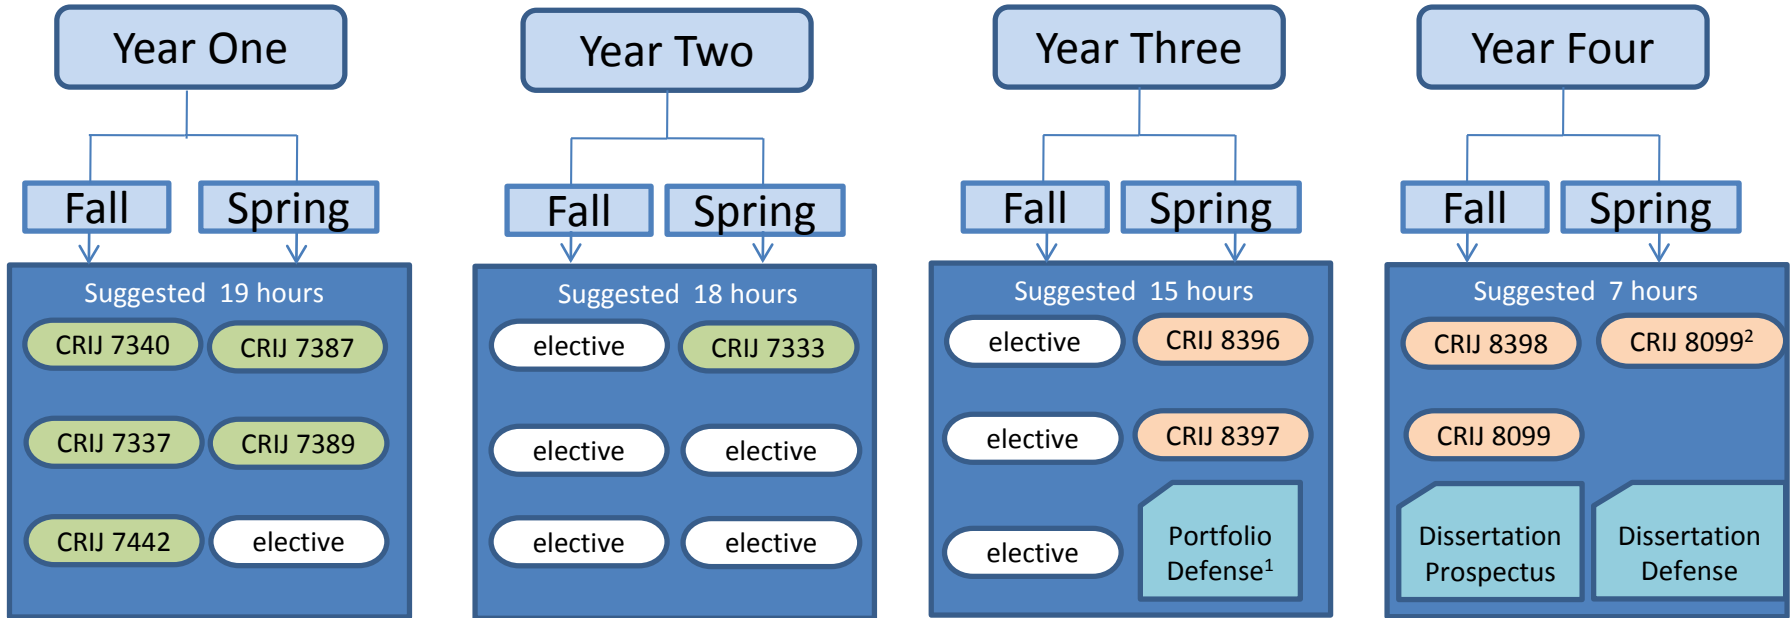 Year One
Fall
Spring
Suggested 19 hours
CRIJ 7340
CRIJ 7387
CRIJ 7337
CRIJ 7389
CRIJ 7442
elective
Year Two
Fall
Spring
Suggested 18 hours
elective
CRIJ 7333
elective
elective
elective
elective
Year Three
Fall
Spring
Suggested 15 hours
elective
CRIJ 8396
elective
CRIJ 8397
elective
Portfolio
Defense¹
Year Four
Fall
Spring
Suggested 7 hours
CRIJ 8398
CRIJ 8099²
CRIJ 8099
Dissertation
Prospectus
Dissertation
Defense